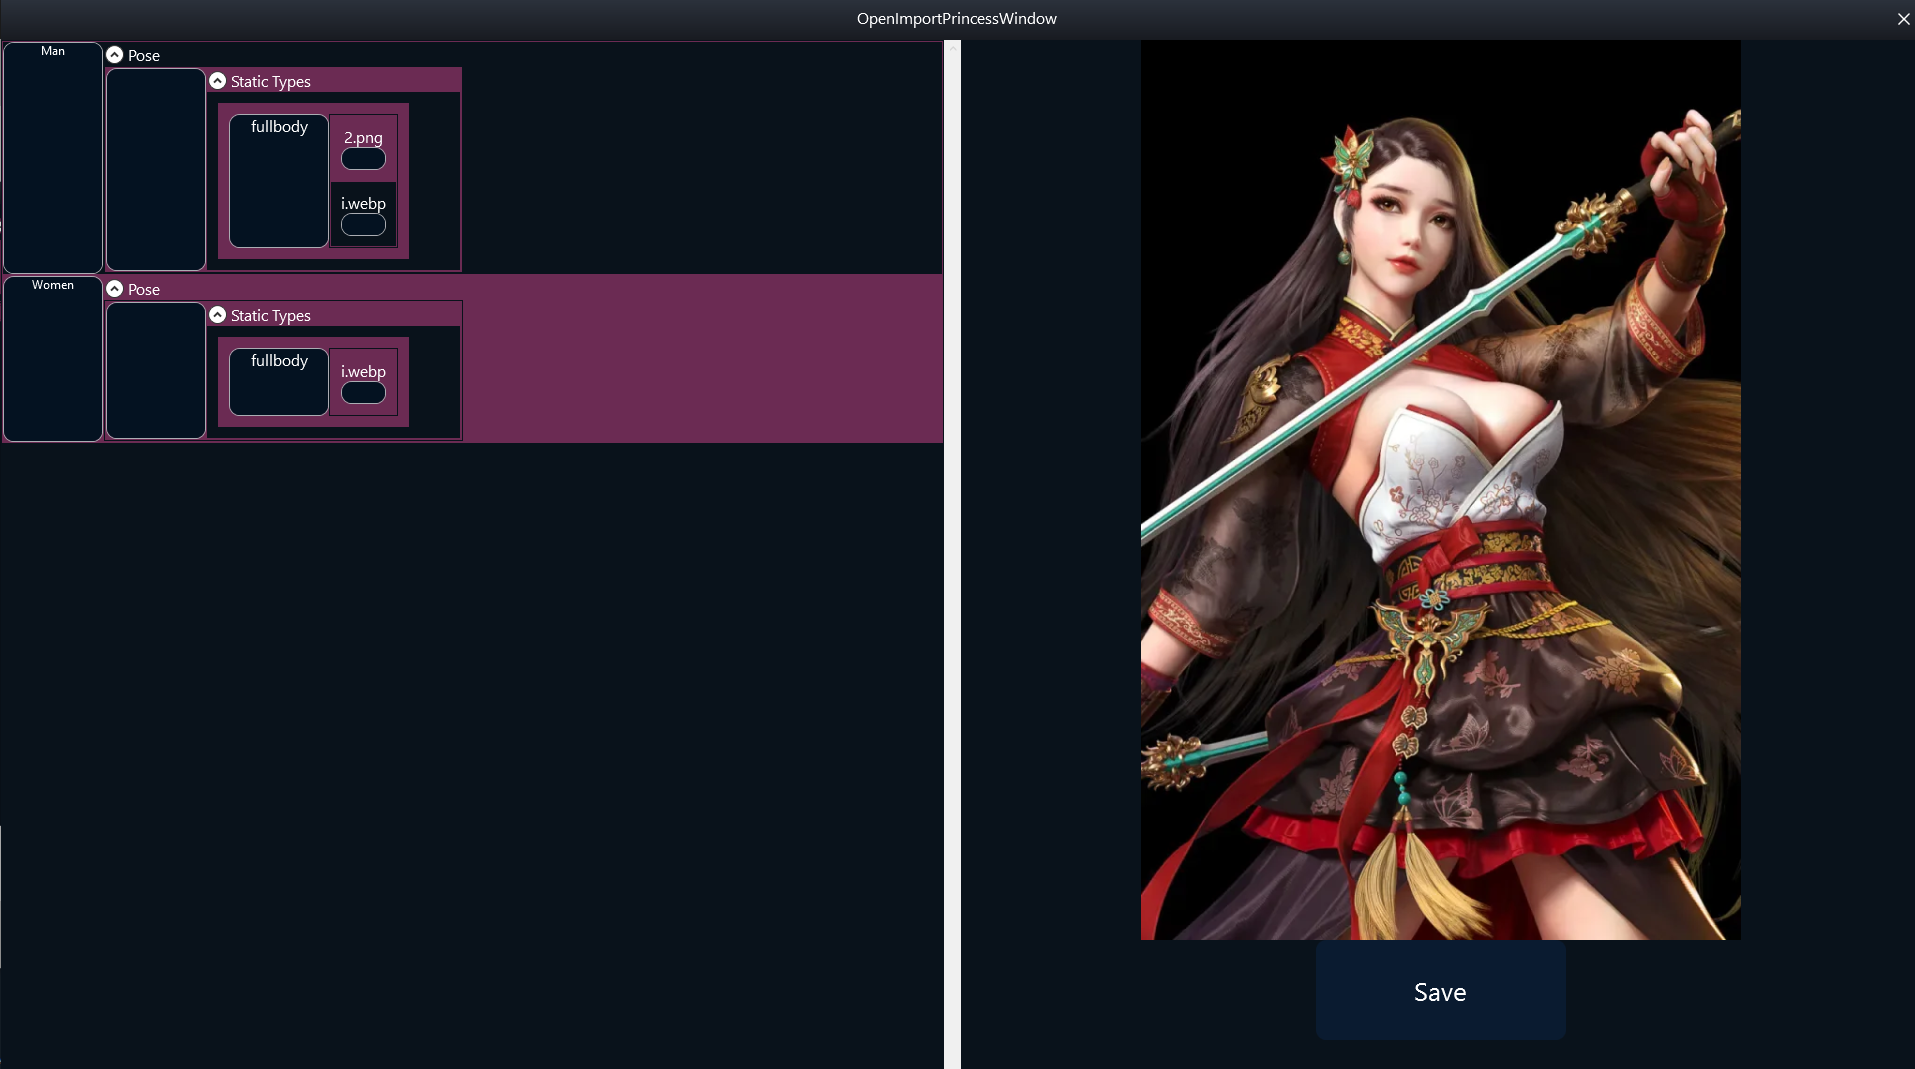 OpenImportPrincessWindow
Man
Pose
Static Types
fullbody
2.png
i.webp
Women
Pose
Static Types
fullbody
i.webp
Save